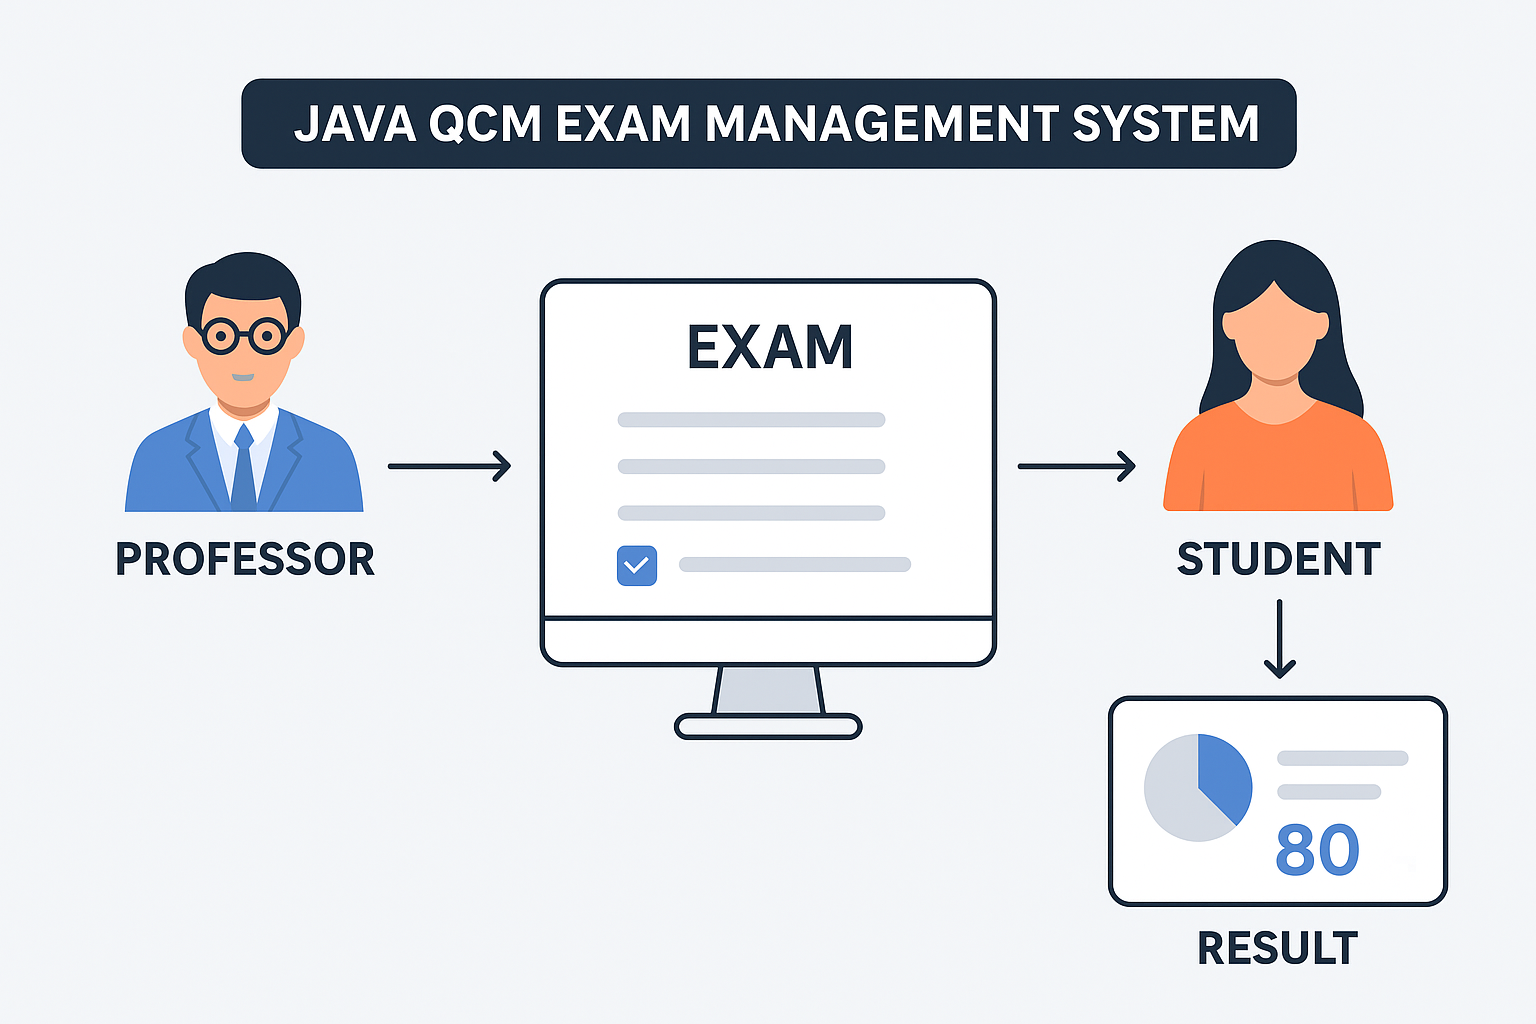 JAVA QCM EXAM MANAGEMENT SYSTEM
EXAM
PROFESSOR
STUDENT
80
RESULT